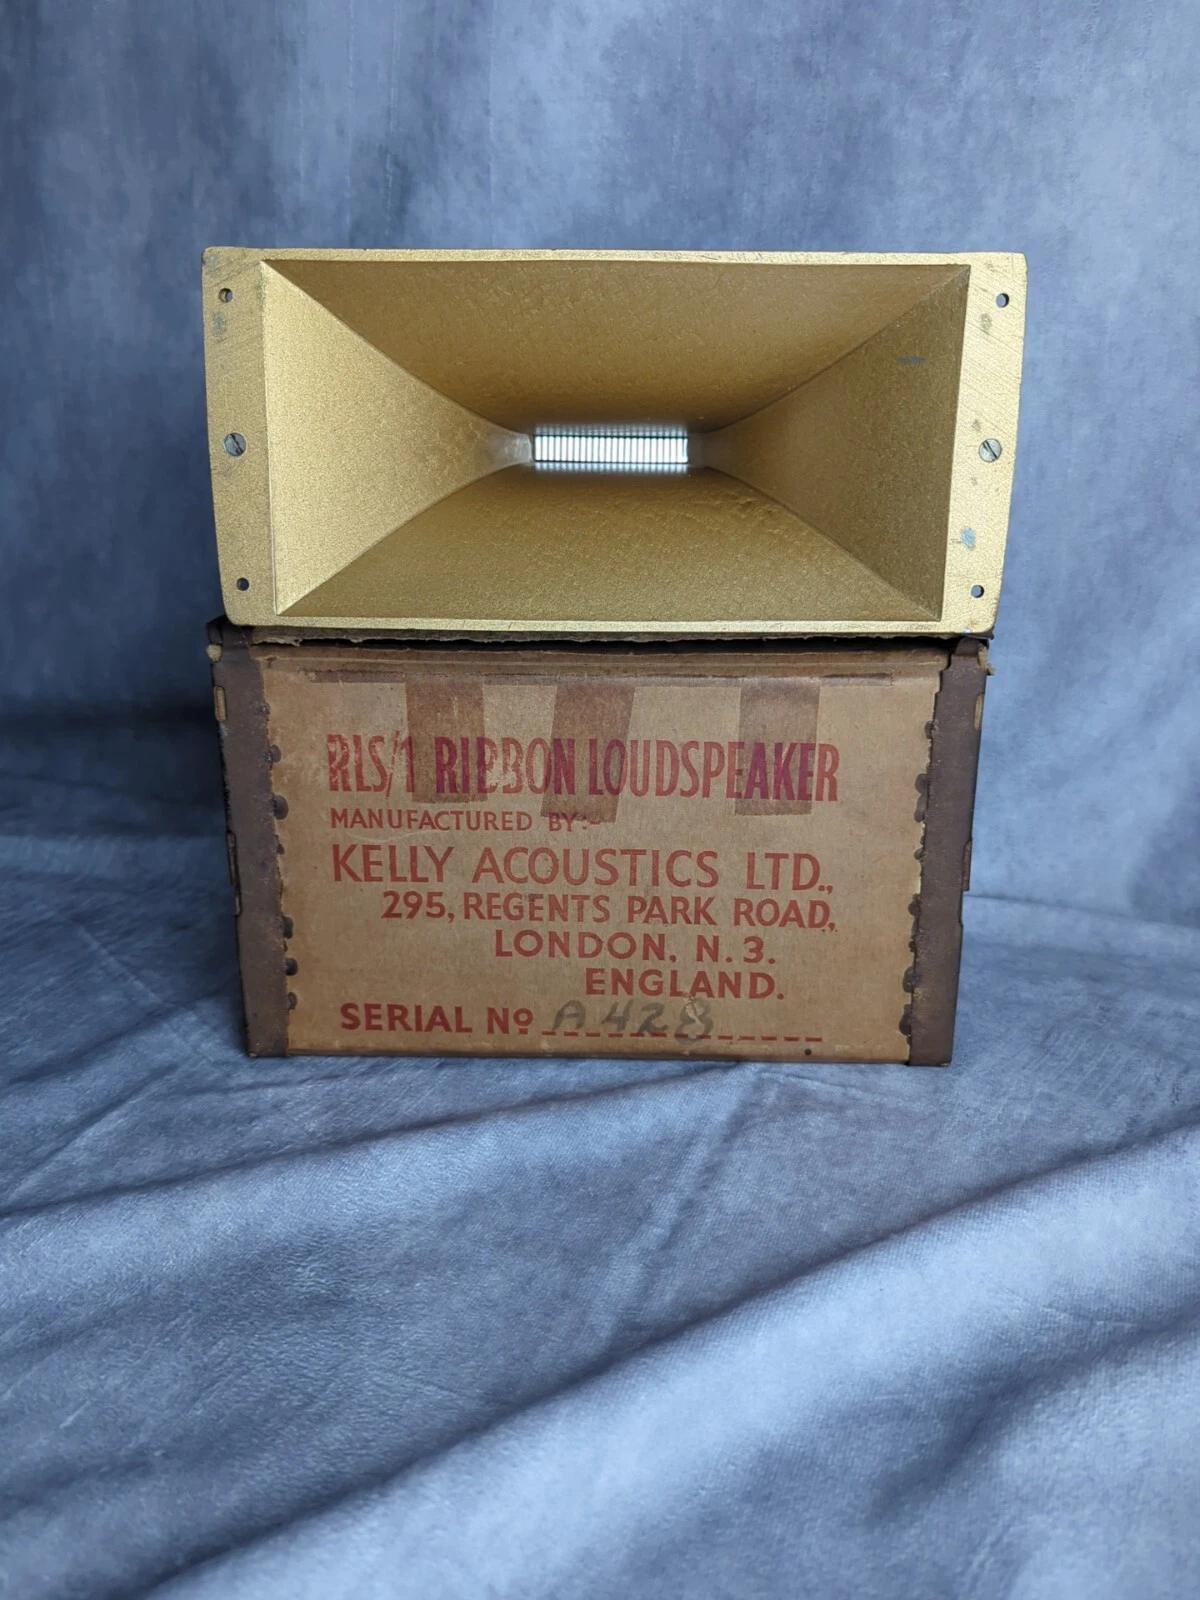 RLS/1 RIBBON LOUDSPEAKER
MANUFACTURED BY:-
KELLY ACOUSTICS LTD.,
295, REGENTS PARK ROAD,
LONDON, N.3.
ENGLAND.
SERIAL Nº A428